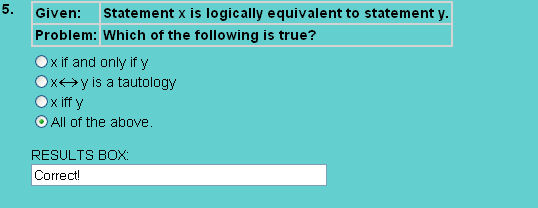 5. Given: Statement x is logically equivalent to statement y.
Problem: Which of the following is true?
x if and only if y
x↔y is a tautology
x iff y
All of the above.
RESULTS BOX:
Correct!